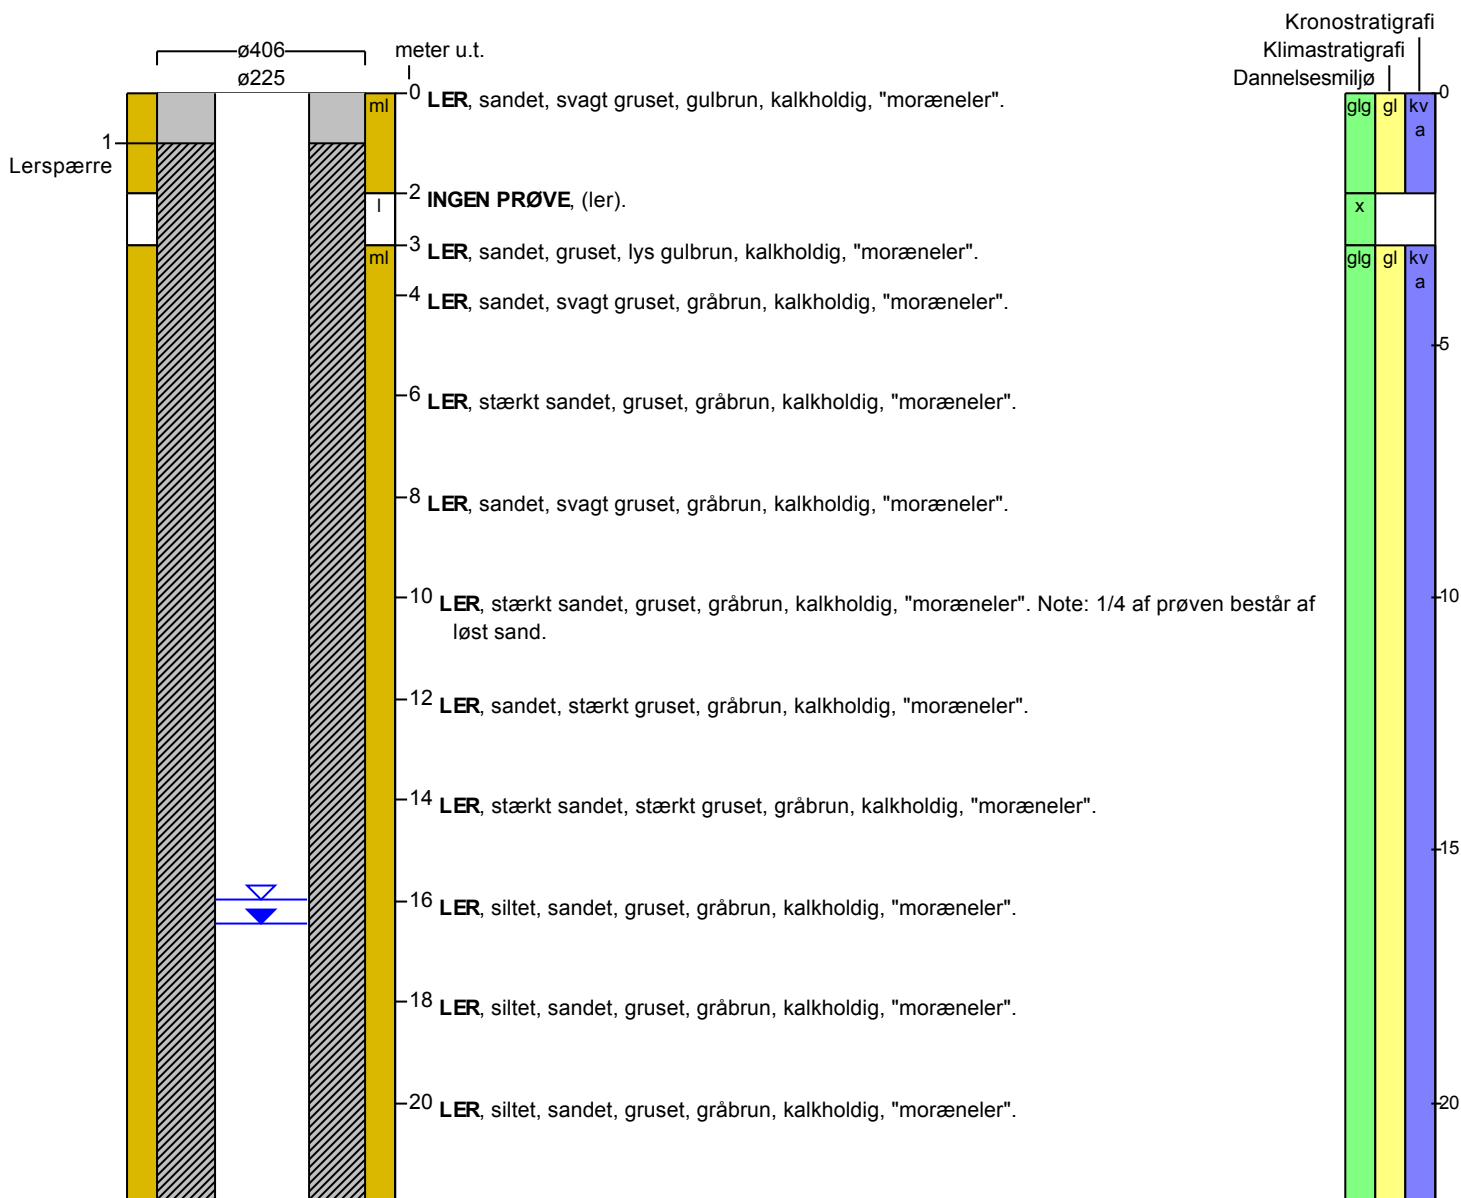 Kronostratigrafi
ø406
meter u.t.
Klimastratigrafi
ø225
Dannelsesmiljø
ml
0 LER, sandet, svagt gruset, gulbrun, kalkholdig, "moræneler".
glg gl kv
a
0
1
Lerspærre
l
2 INGEN PRØVE, (ler).
x
ml
3 LER, sandet, gruset, lys gulbrun, kalkholdig, "moræneler".
glg gl kv
a
4 LER, sandet, svagt gruset, gråbrun, kalkholdig, "moræneler".
5
6 LER, stærkt sandet, gruset, gråbrun, kalkholdig, "moræneler".
8 LER, sandet, svagt gruset, gråbrun, kalkholdig, "moræneler".
10 LER, stærkt sandet, gruset, gråbrun, kalkholdig, "moræneler". Note: 1/4 af prøven består af
løst sand.
10
12 LER, sandet, stærkt gruset, gråbrun, kalkholdig, "moræneler".
14 LER, stærkt sandet, stærkt gruset, gråbrun, kalkholdig, "moræneler".
15
16 LER, siltet, sandet, gruset, gråbrun, kalkholdig, "moræneler".
18 LER, siltet, sandet, gruset, gråbrun, kalkholdig, "moræneler".
20 LER, siltet, sandet, gruset, gråbrun, kalkholdig, "moræneler".
20